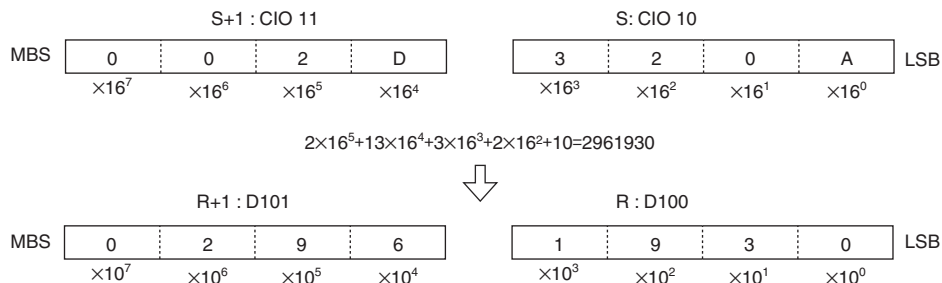 S+1 : CIO 11 S: CIO 10
MBS 0 0 2 D 3 2 0 A LSB
×16⁷ ×16⁶ ×16⁵ ×16⁴ ×16³ ×16² ×16¹ ×16⁰
2×16⁵+13×16⁴+3×16³+2×16²+10=2961930
R+1 : D101 R : D100
MBS 0 2 9 6 1 9 3 0 LSB
×10⁷ ×10⁶ ×10⁵ ×10⁴ ×10³ ×10² ×10¹ ×10⁰